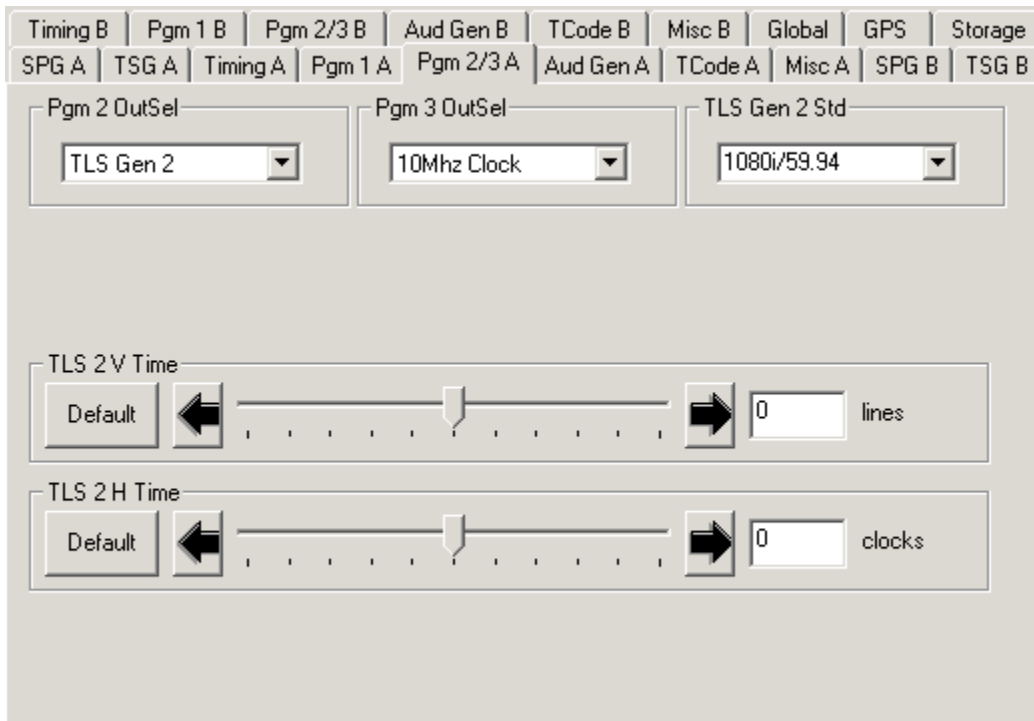 Timing B Pgm 1 B Pgm 2/3 B Aud Gen B TCode B Misc B Global GPS Storage
SPG A TSG A Timing A Pgm 1 A Pgm 2/3 A Aud Gen A TCode A Misc A SPG B TSG B
Pgm 2 OutSel Pgm 3 OutSel TLS Gen 2 Std
TLS Gen 2 10Mhz Clock 1080i/59.94
TLS 2 V Time
Default 0 lines
TLS 2 H Time
Default 0 clocks